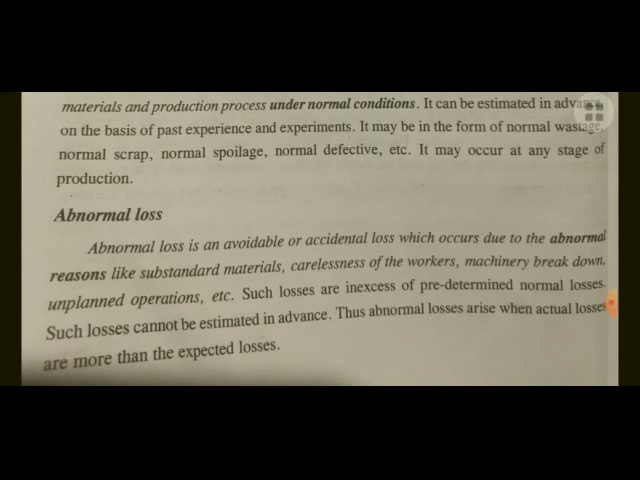 materials and production process under normal conditions. It can be estimated in advance
on the basis of past experience and experiments. It may be in the form of normal wastage,
normal scrap, normal spoilage, normal defective, etc. It may occur at any stage of
production.
Abnormal loss
Abnormal loss is an avoidable or accidental loss which occurs due to the abnormal
reasons like substandard materials, carelessness of the workers, machinery break down,
unplanned operations, etc. Such losses are inexcess of pre-determined normal losses.
Such losses cannot be estimated in advance. Thus abnormal losses arise when actual losses
are more than the expected losses.